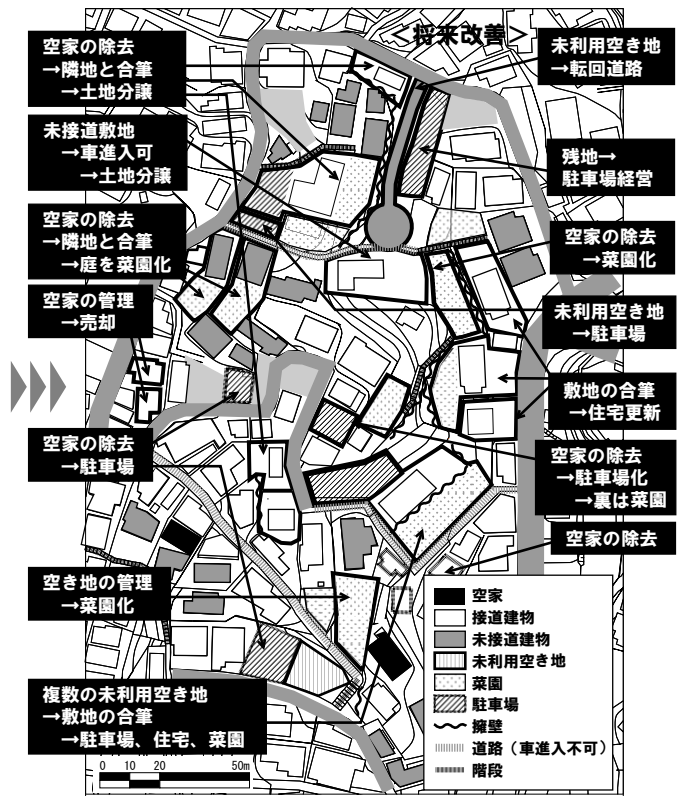 ＜将来改善＞
空家の除去
→隣地と合筆
→土地分譲
未接道敷地
→車進入可
→土地分譲
空家の除去
→隣地と合筆
→庭を菜園化
空家の管理
→売却
空家の除去
→駐車場
空き地の管理
→菜園化
複数の未利用空き地
→敷地の合筆
→駐車場、住宅、菜園
未利用空き地
→転回道路
残地→
駐車場経営
空家の除去
→菜園化
未利用空き地
→駐車場
敷地の合筆
→住宅更新
空家の除去
→駐車場化
→裏は菜園
空家の除去
空家
接道建物
未接道建物
未利用空き地
菜園
駐車場
擁壁
道路（車進入不可）
階段
0 10 20 50m